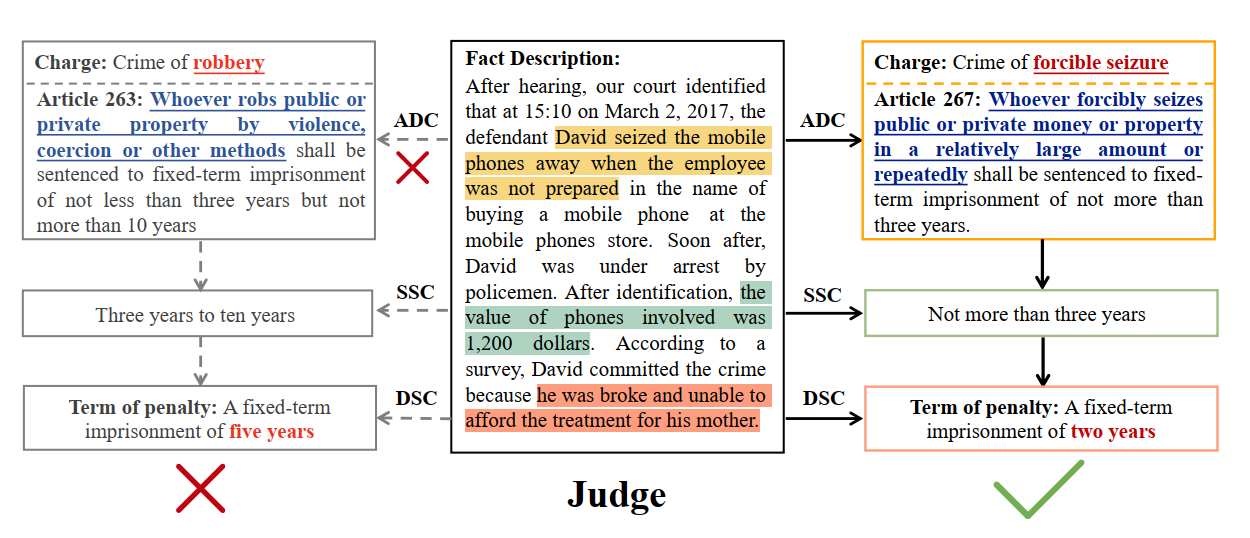 Charge: Crime of robbery
Article 263: Whoever robs public or
private property by violence,
coercion or other methods shall be
sentenced to fixed-term imprisonment
of not less than three years but not
more than 10 years
Three years to ten years
Term of penalty: A fixed-term
imprisonment of five years
ADC
SSC
DSC
Fact Description:
After hearing, our court identified
that at 15:10 on March 2, 2017, the
defendant David seized the mobile
phones away when the employee
was not prepared in the name of
buying a mobile phone at the
mobile phones store. Soon after,
David was under arrest by
policemen. After identification, the
value of phones involved was
1,200 dollars. According to a
survey, David committed the crime
because he was broke and unable to
afford the treatment for his mother.
Judge
ADC
SSC
DSC
Charge: Crime of forcible seizure
Article 267: Whoever forcibly seizes
public or private money or property
in a relatively large amount or
repeatedly shall be sentenced to fixed-
term imprisonment of not more than
three years.
Not more than three years
Term of penalty: A fixed-term
imprisonment of two years